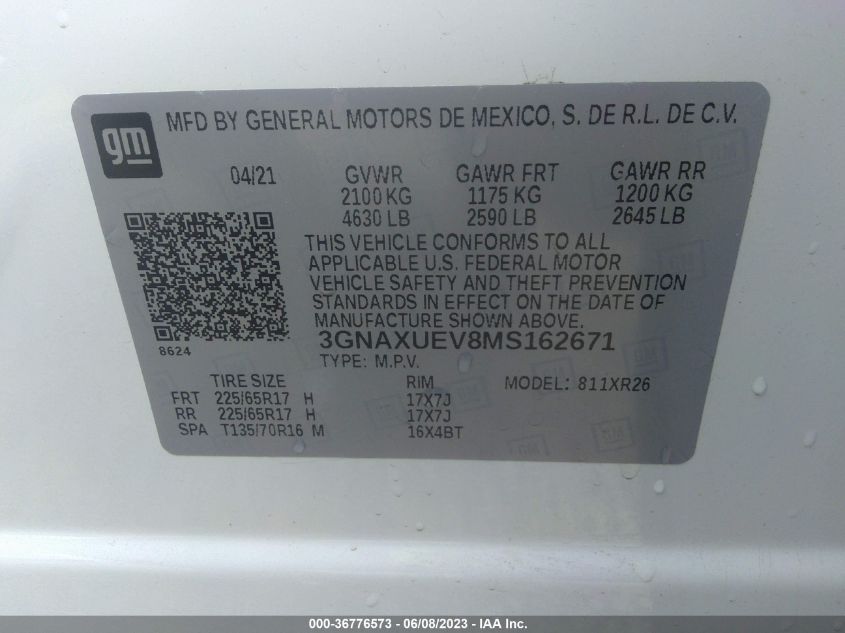 gm
MFD BY GENERAL MOTORS DE MEXICO, S. DE R.L. DE C.V.
04/21 GVWR GAWR FRT GAWR RR
2100 KG 1175 KG 1200 KG
4630 LB 2590 LB 2645 LB
THIS VEHICLE CONFORMS TO ALL
APPLICABLE U.S. FEDERAL MOTOR
VEHICLE SAFETY AND THEFT PREVENTION
STANDARDS IN EFFECT ON THE DATE OF
MANUFACTURE SHOWN ABOVE.
8624
3GNAXUEV8MS162671
TYPE: M.P.V.
TIRE SIZE RIM MODEL: 811XR26
FRT 225/65R17 H 17X7J
RR 225/65R17 H 17X7J
SPA T135/70R16 M 16X4BT
000-36776573 - 06/08/2023 - IAA Inc.